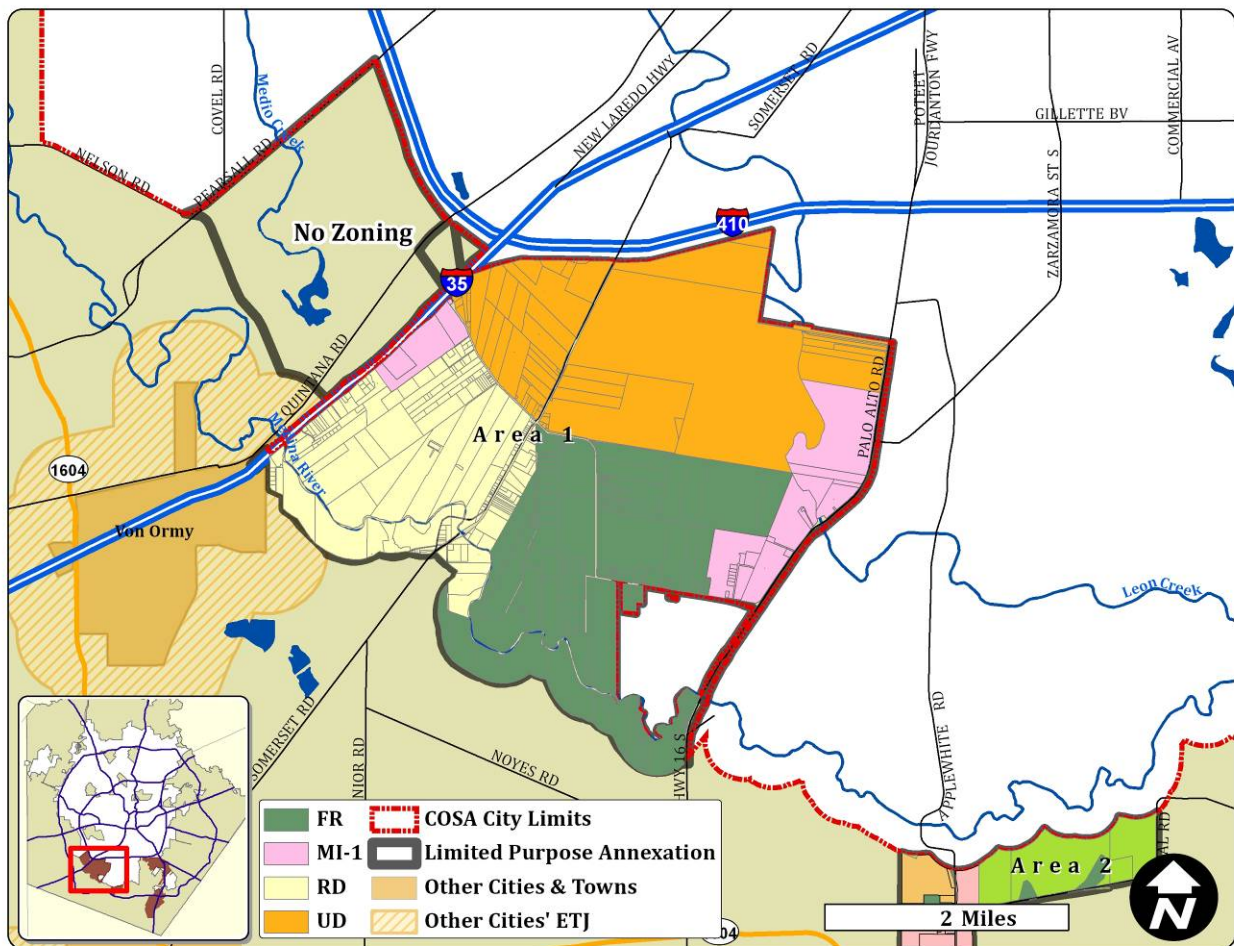 COVEL RD
Medio Creek
NEW LAREDO HWY
SOMERSET RD
POTEET
JOURDANTON FWY
COMMERCIAL AV
GILLETTE BV
NELSON RD
PEARSALL RD
ZARZAMORA ST S
No Zoning
410
35
QUINTANA RD
PALO ALTO RD
Area 1
1604
Medina River
Von Ormy
Leon Creek
SOMERSET RD
NOYES RD
HWY 16 S
APPLEWHITE RD
Area 2
FR
COSA City Limits
MI-1
Limited Purpose Annexation
RD
Other Cities & Towns
UD
Other Cities' ETJ
2 Miles
N